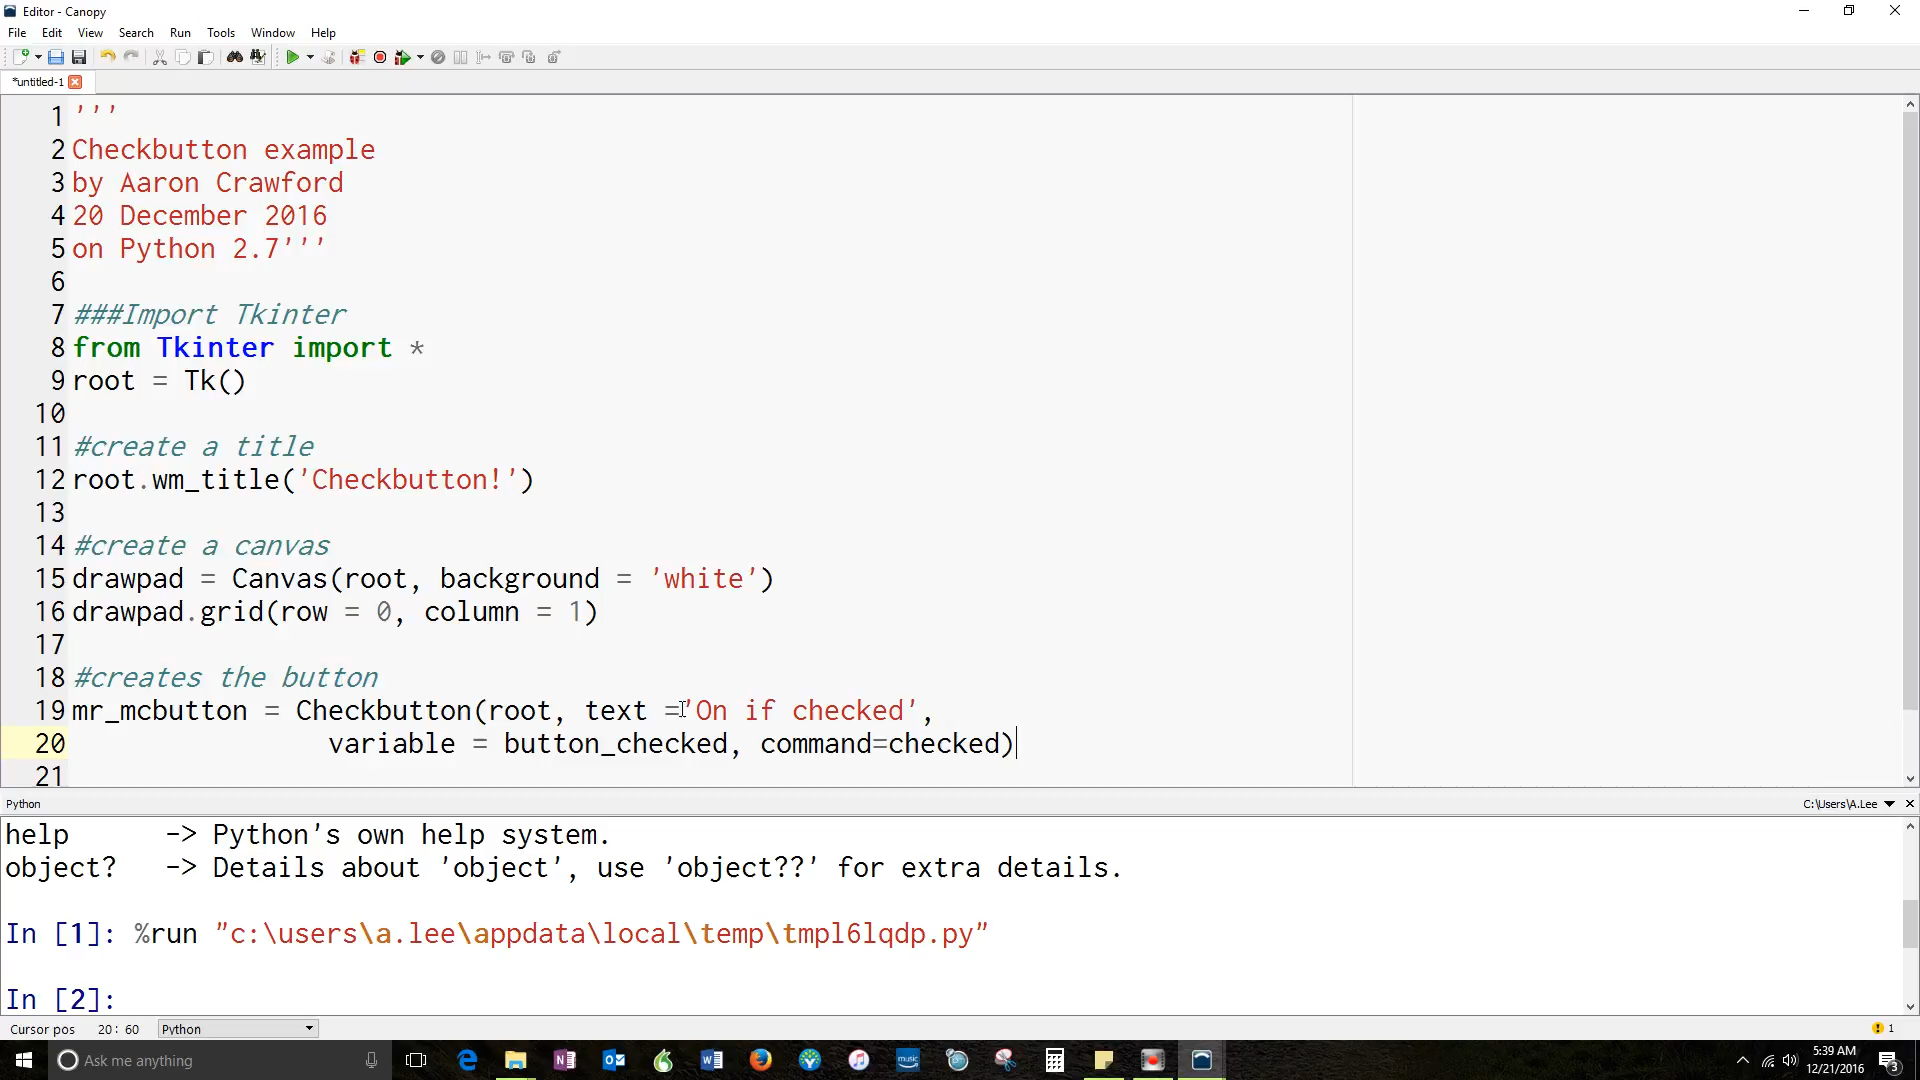 Editor - Canopy
File Edit View Search Run Tools Window Help
*untitled-1
1 '''
2 Checkbutton example
3 by Aaron Crawford
4 20 December 2016
5 on Python 2.7'''
6
7 ###Import Tkinter
8 from Tkinter import *
9 root = Tk()
10
11 #create a title
12 root.wm_title('Checkbutton!')
13
14 #create a canvas
15 drawpad = Canvas(root, background = 'white')
16 drawpad.grid(row = 0, column = 1)
17
18 #creates the button
19 mr_mcbutton = Checkbutton(root, text ='On if checked',
20 variable = button_checked, command=checked)
21
Python C:\Users\A.Lee
help -> Python's own help system.
object? -> Details about 'object', use 'object??' for extra details.
In [1]: %run "c:\users\a.lee\appdata\local\temp\tmpl6lqdp.py"
In [2]:
Cursor pos 20: 60 Python 1
Ask me anything music 5:39 AM
12/21/2016 3